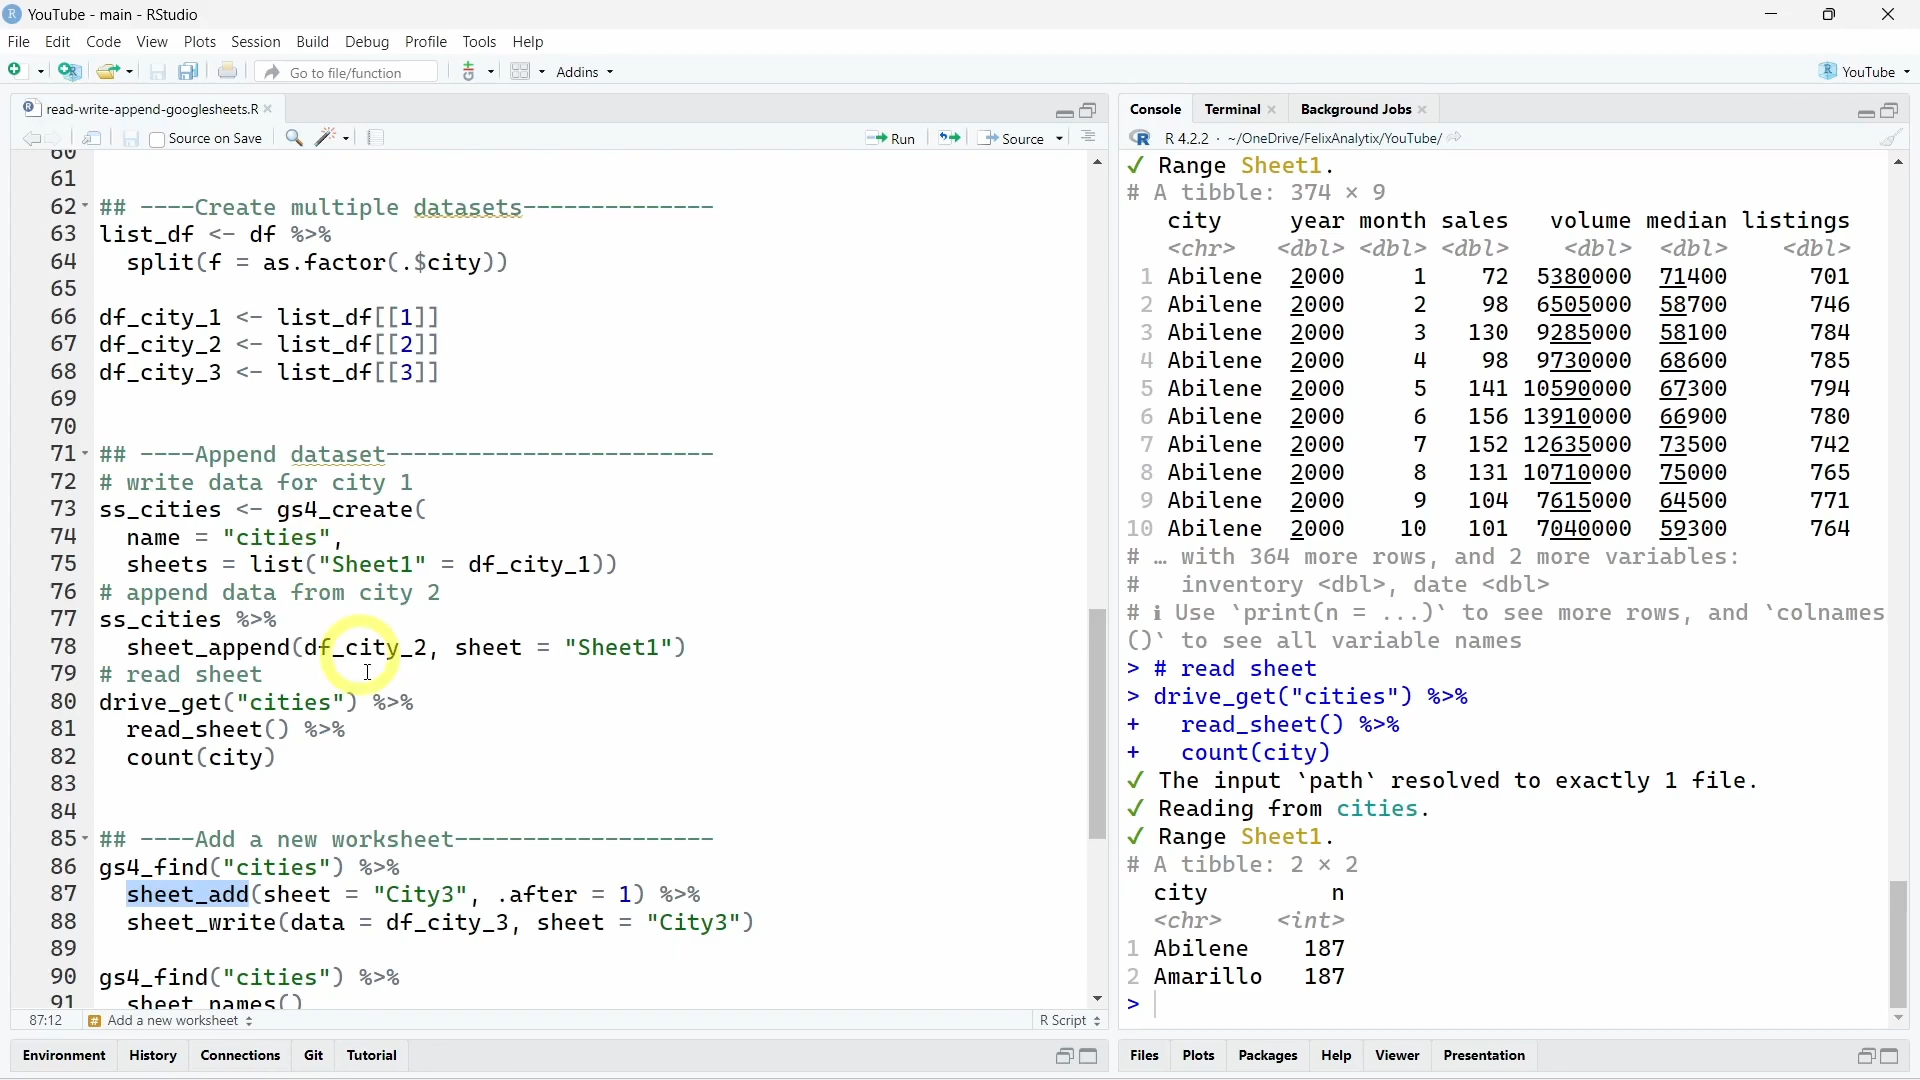 YouTube - main - RStudio
File Edit Code View Plots Session Build Debug Profile Tools Help
Go to file/function Addins YouTube
read-write-append-googlesheets.R
Source on Save Run Source
60
61
62 ## ----Create multiple datasets--------------
63 list_df <- df %>%
64   split(f = as.factor(.$city))
65
66 df_city_1 <- list_df[[1]]
67 df_city_2 <- list_df[[2]]
68 df_city_3 <- list_df[[3]]
69
70
71 ## ----Append dataset------------------------
72 # write data for city 1
73 ss_cities <- gs4_create(
74   name = "cities",
75   sheets = list("Sheet1" = df_city_1))
76 # append data from city 2
77 ss_cities %>%
78   sheet_append(df_city_2, sheet = "Sheet1")
79 # read sheet
80 drive_get("cities") %>%
81   read_sheet() %>%
82   count(city)
83
84
85 ## ----Add a new worksheet-------------------
86 gs4_find("cities") %>%
87   sheet_add(sheet = "City3", .after = 1) %>%
88   sheet_write(data = df_city_3, sheet = "City3")
89
90 gs4_find("cities") %>%
91   sheet_names()
87:12 # Add a new worksheet R Script
Environment History Connections Git Tutorial
Console Terminal Background Jobs
R 4.2.2 · ~/OneDrive/FelixAnalytix/YouTube/
✓ Range Sheet1.
# A tibble: 374 × 9
city year month sales volume median listings
<chr> <dbl> <dbl> <dbl> <dbl> <dbl> <dbl>
1 Abilene 2000 1 72 5380000 71400 701
2 Abilene 2000 2 98 6505000 58700 746
3 Abilene 2000 3 130 9285000 58100 784
4 Abilene 2000 4 98 9730000 68600 785
5 Abilene 2000 5 141 10590000 67300 794
6 Abilene 2000 6 156 13910000 66900 780
7 Abilene 2000 7 152 12635000 73500 742
8 Abilene 2000 8 131 10710000 75000 765
9 Abilene 2000 9 104 7615000 64500 771
10 Abilene 2000 10 101 7040000 59300 764
# … with 364 more rows, and 2 more variables:
#   inventory <dbl>, date <dbl>
# ℹ Use `print(n = ...)` to see more rows, and `colnames
()` to see all variable names
> # read sheet
> drive_get("cities") %>%
+   read_sheet() %>%
+   count(city)
✓ The input `path` resolved to exactly 1 file.
✓ Reading from cities.
✓ Range Sheet1.
# A tibble: 2 × 2
city n
<chr> <int>
1 Abilene 187
2 Amarillo 187
>
Files Plots Packages Help Viewer Presentation